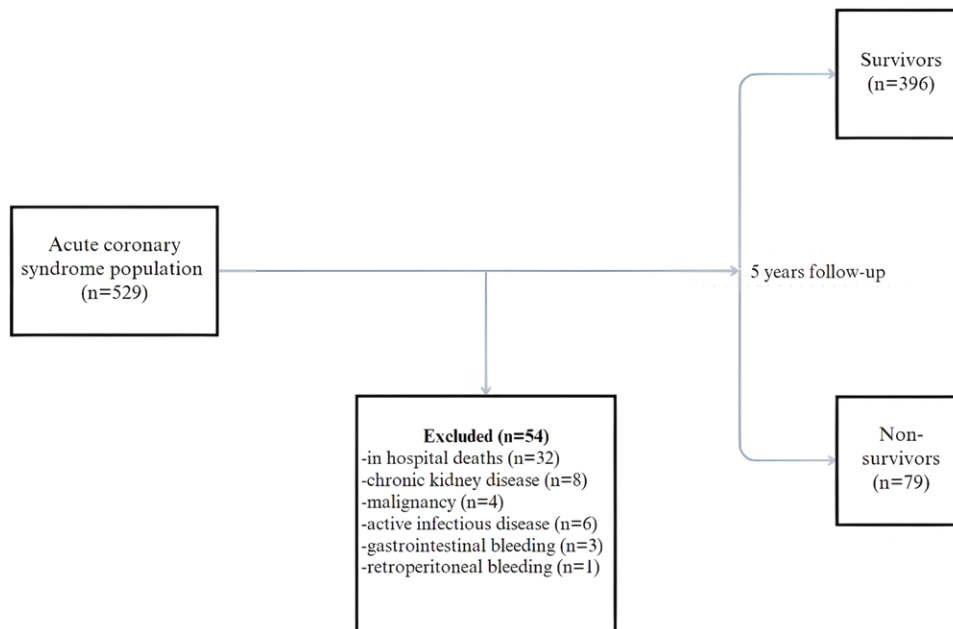 Survivors
(n=396)
Acute coronary
syndrome population
(n=529)
5 years follow-up
Excluded (n=54)
-in hospital deaths (n=32)
-chronic kidney disease (n=8)
-malignancy (n=4)
-active infectious disease (n=6)
-gastrointestinal bleeding (n=3)
-retroperitoneal bleeding (n=1)
Non-
survivors
(n=79)